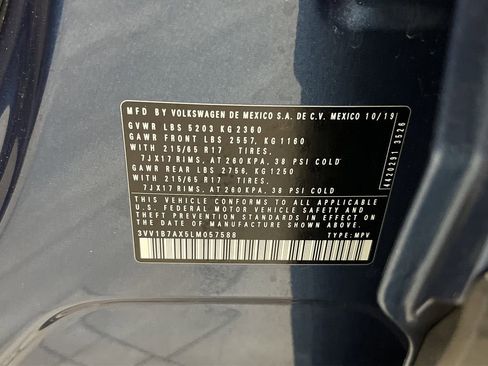 MFD BY VOLKSWAGEN DE MEXICO S.A. DE C.V. MEXICO 10/19
GVWR LBS 5203 KG 2360
GAWR FRONT LBS 2557, KG 1160
WITH 215/65 R17 TIRES,
7JX17 RIMS, AT 260 KPA, 38 PSI COLD
GAWR REAR LBS 2756, KG 1250
WITH 215/65 R17 TIRES,
7JX17 RIMS, AT 260 KPA, 38 PSI COLD
THIS VEHICLE CONFORMS TO ALL APPLICABLE
U.S. FEDERAL MOTOR VEHICLE SAFETY AND
THEFT PREVENTION STANDARDS IN EFFECT ON
THE DATE OF MANUFACTURE SHOWN ABOVE.
3VV1B7AX5LM057588 TYPE: MPV
4420291 3526